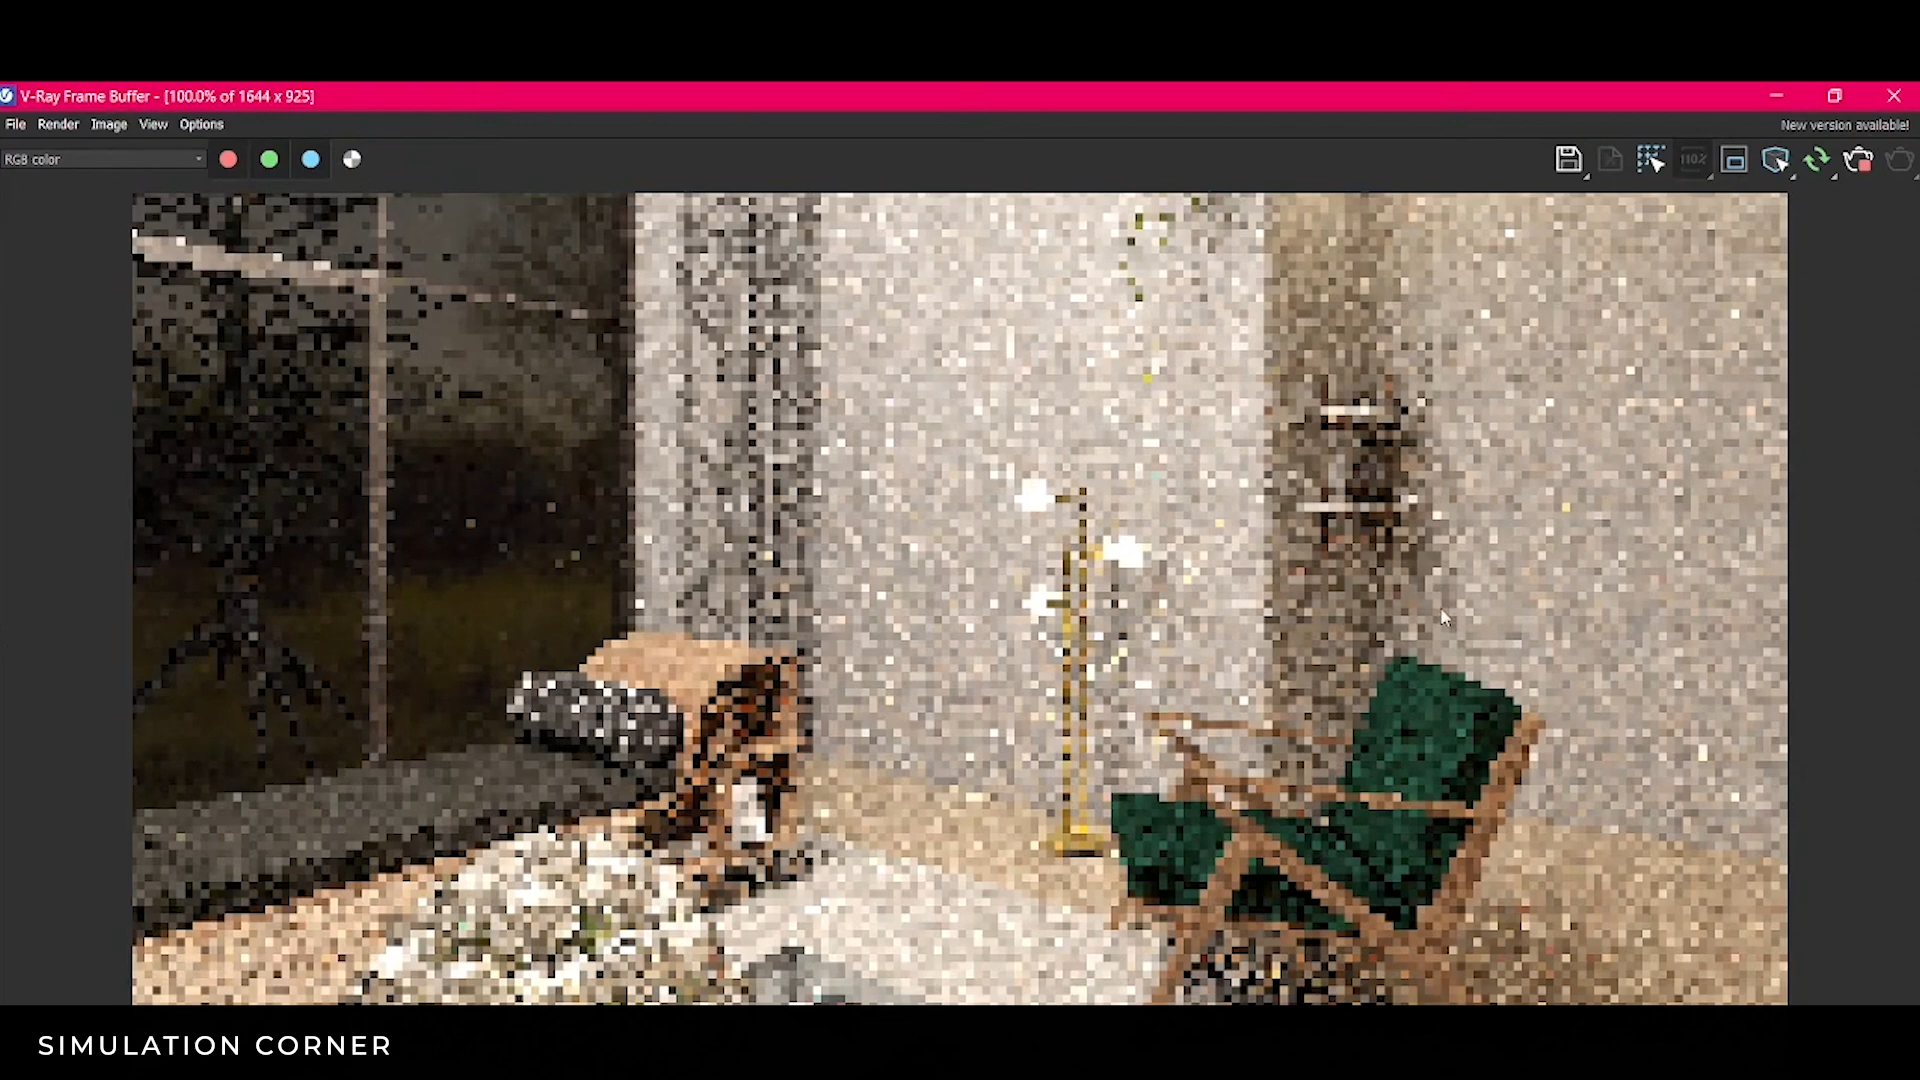 V-Ray Frame Buffer - [100.0% of 1644 x 925]
File Render Image View Options
New version available!
RGB color
110%
SIMULATION CORNER